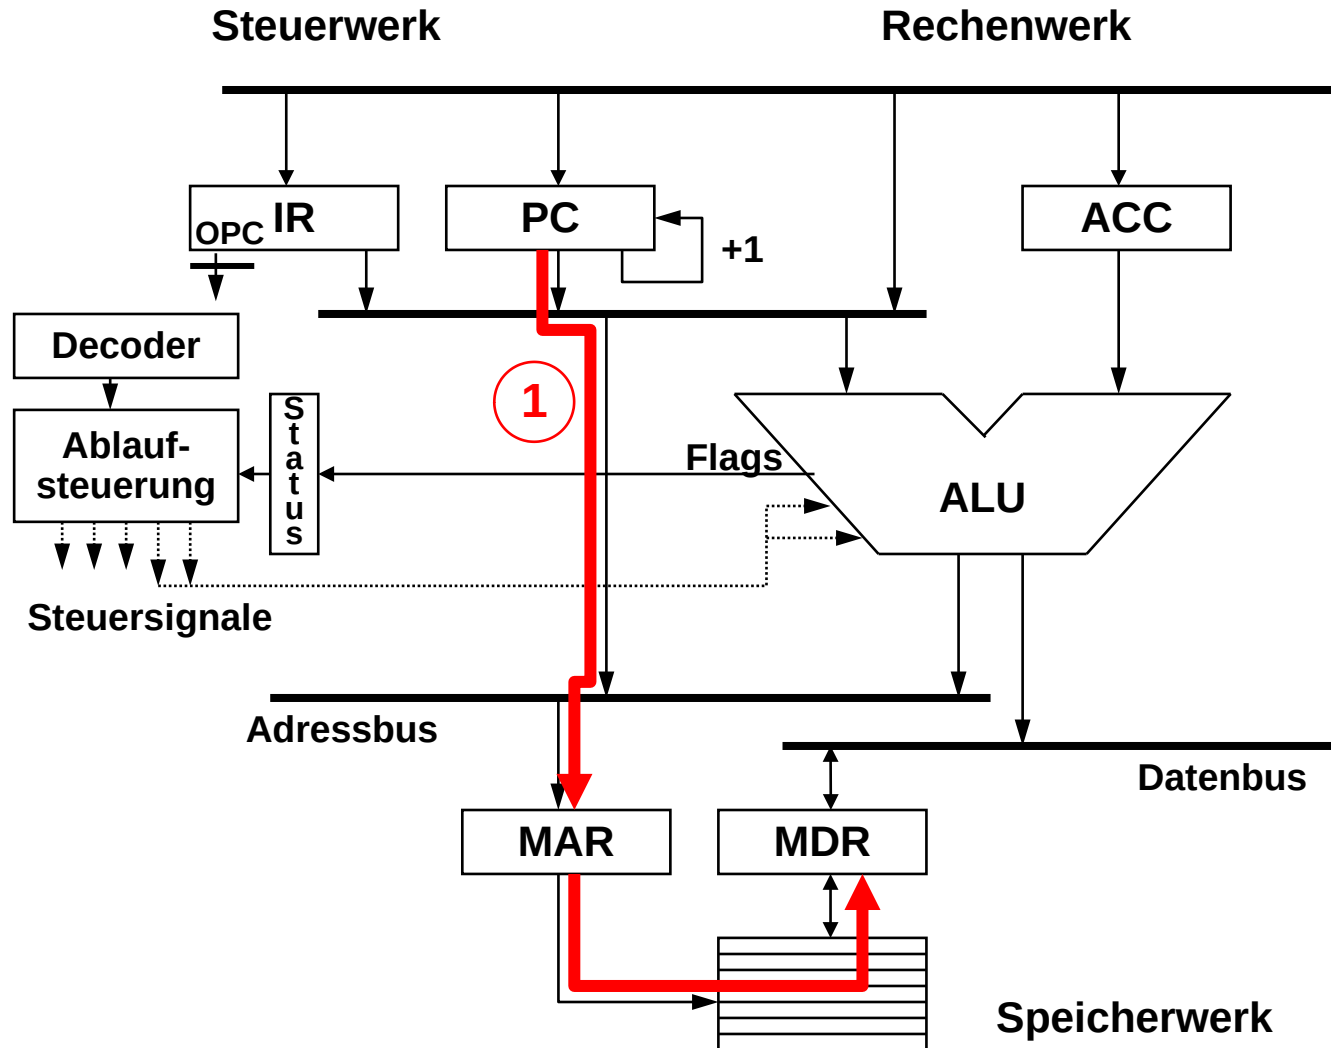 Steuerwerk
Rechenwerk
IR
OPC
PC
+1
ACC
Decoder
1
Status
Ablauf-
steuerung
Flags
ALU
Steuersignale
Adressbus
Datenbus
MAR
MDR
Speicherwerk